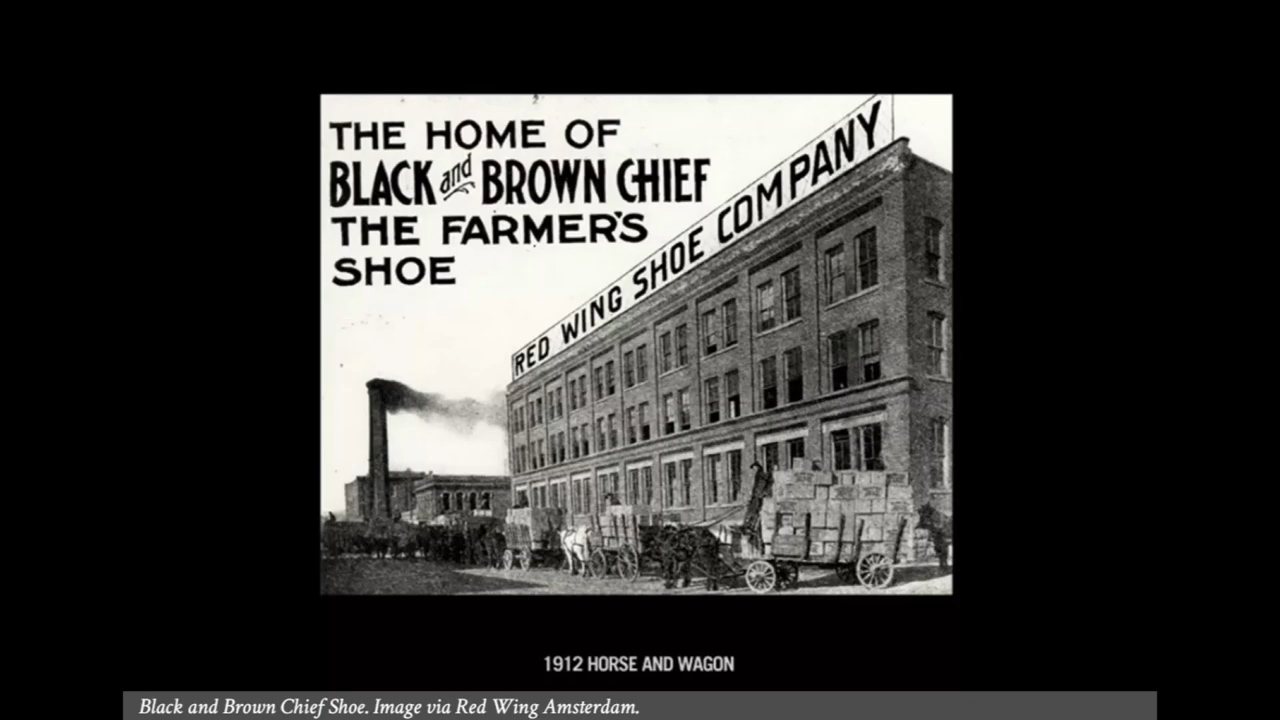 THE HOME OF
BLACK and BROWN CHIEF
THE FARMER'S
SHOE
RED WING SHOE COMPANY
1912 HORSE AND WAGON
Black and Brown Chief Shoe. Image via Red Wing Amsterdam.